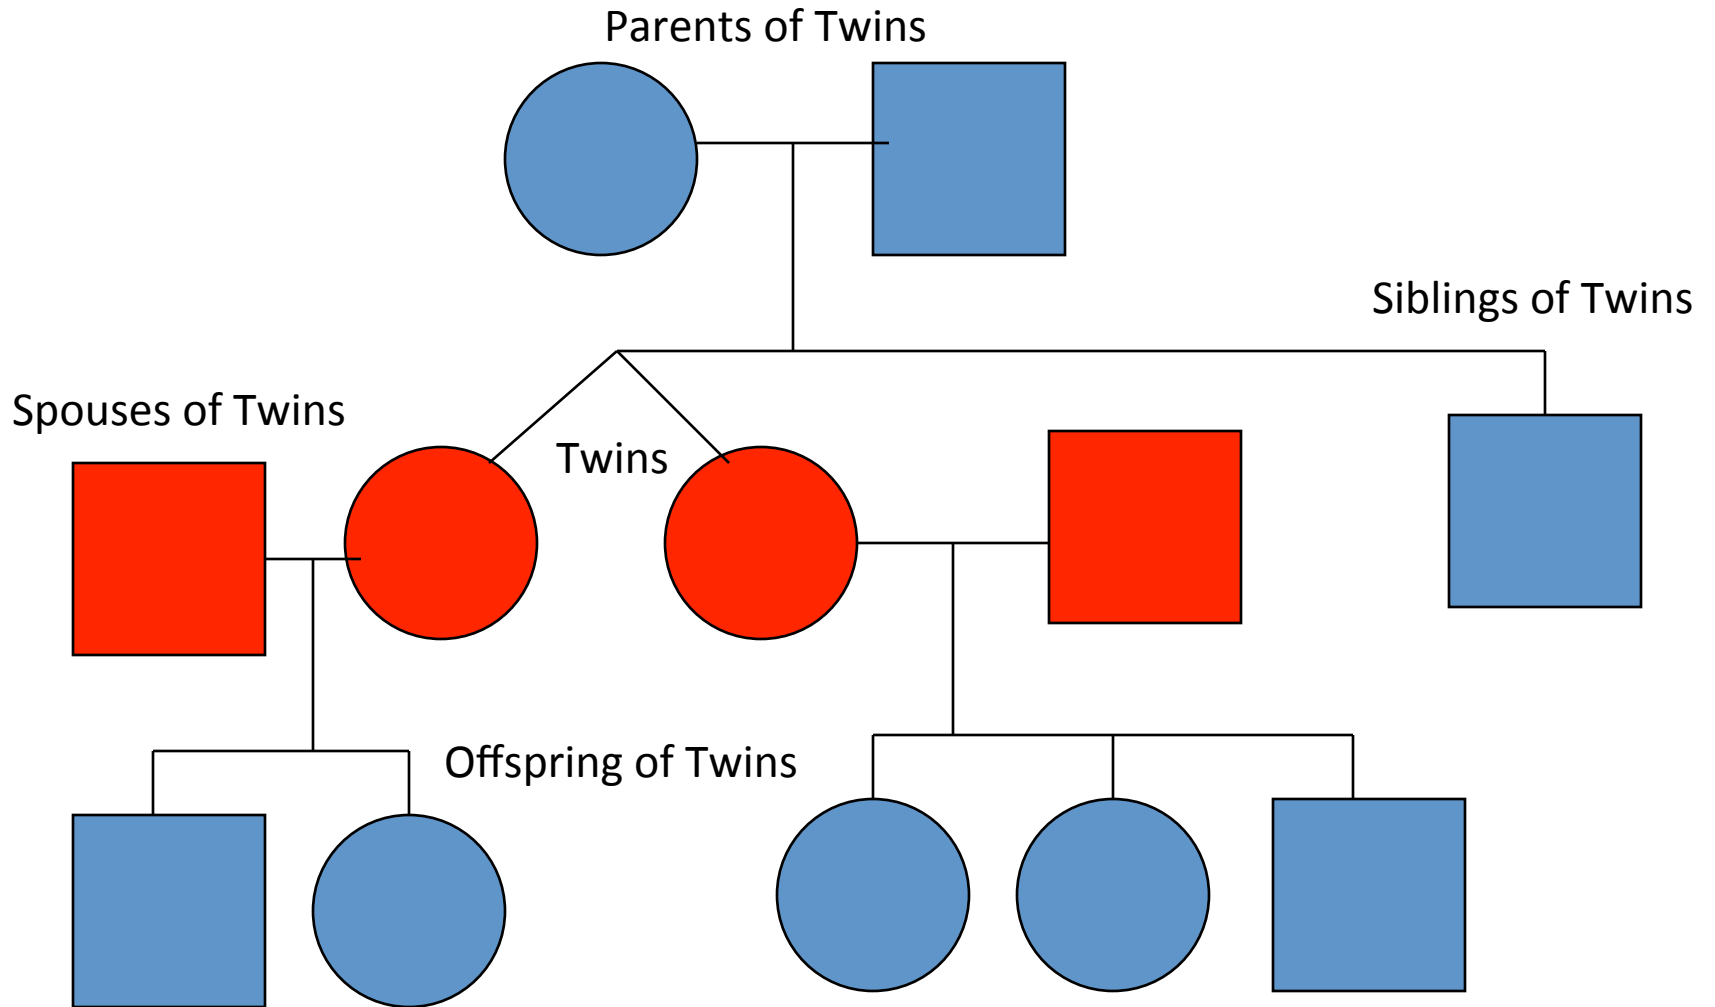 Parents of Twins
Siblings of Twins
Spouses of Twins
Twins
Offspring of Twins